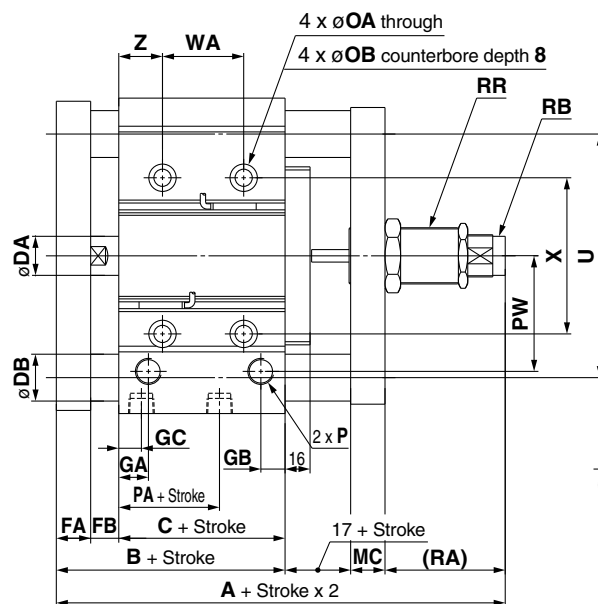 4 x øOA through
Z WA
4 x øOB counterbore depth 8
RR
RB
øDA
X
U
PW
øDB
2 x P
GC
GB
16
GA
PA + Stroke
FA FB C + Stroke
17 + Stroke
B + Stroke
MC (RA)
A + Stroke x 2